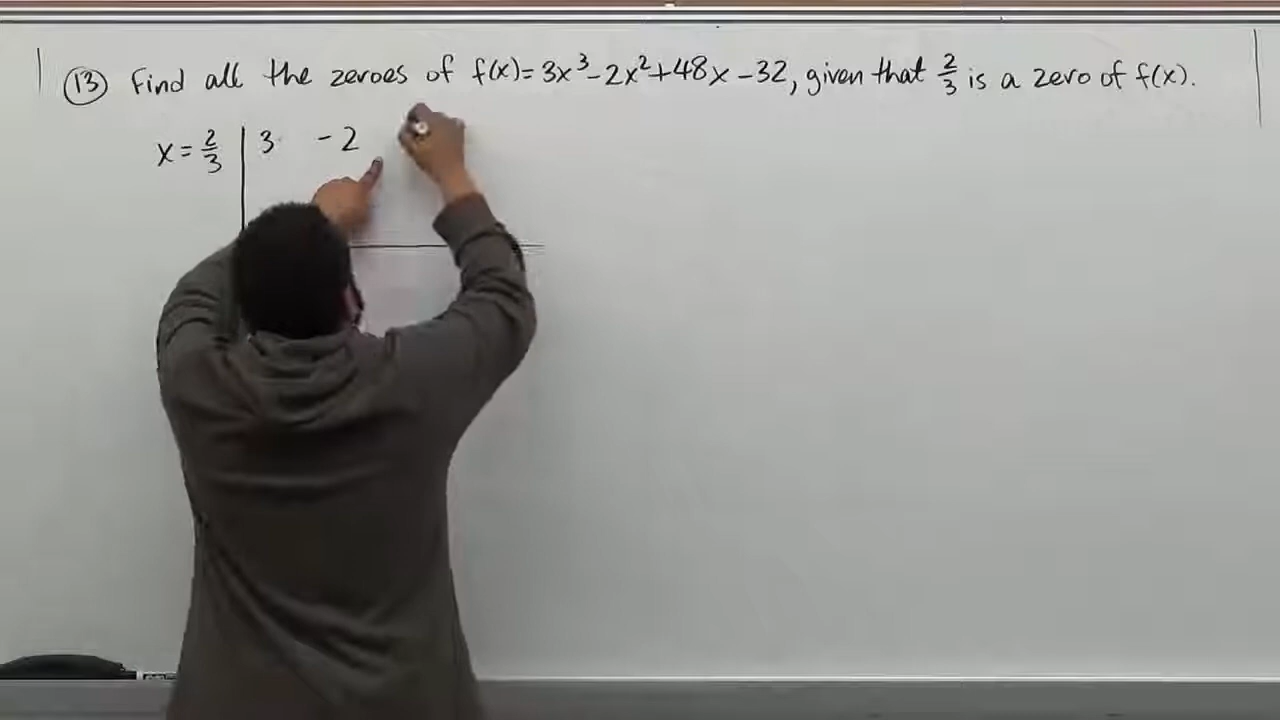 13 Find all the zeroes of f(x)=3x³-2x²+48x-32, given that 2/3 is a zero of f(x).
x=2/3 | 3 -2